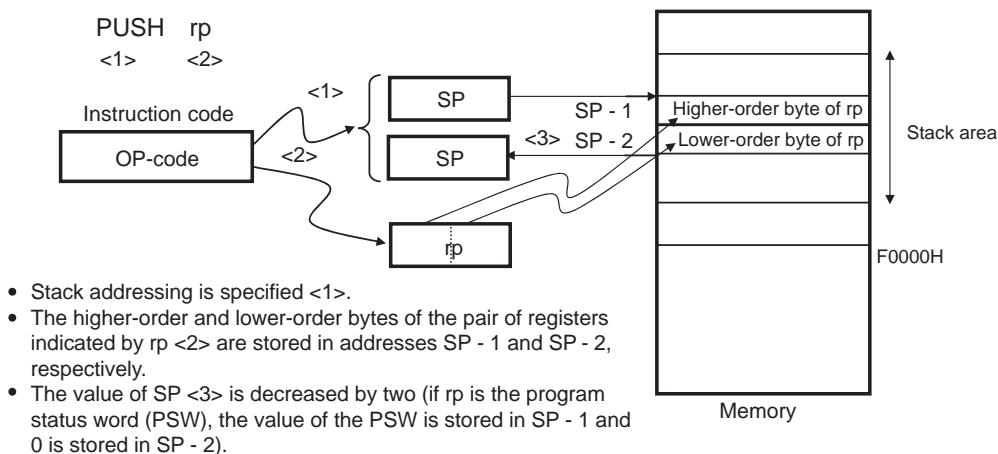 PUSH rp
<1> <2>
Instruction code
OP-code
<1>
<2>
SP
SP
rp
SP - 1
<3> SP - 2
Higher-order byte of rp
Lower-order byte of rp
Stack area
F0000H
Memory
• Stack addressing is specified <1>.
• The higher-order and lower-order bytes of the pair of registers
indicated by rp <2> are stored in addresses SP - 1 and SP - 2,
respectively.
• The value of SP <3> is decreased by two (if rp is the program
status word (PSW), the value of the PSW is stored in SP - 1 and
0 is stored in SP - 2).